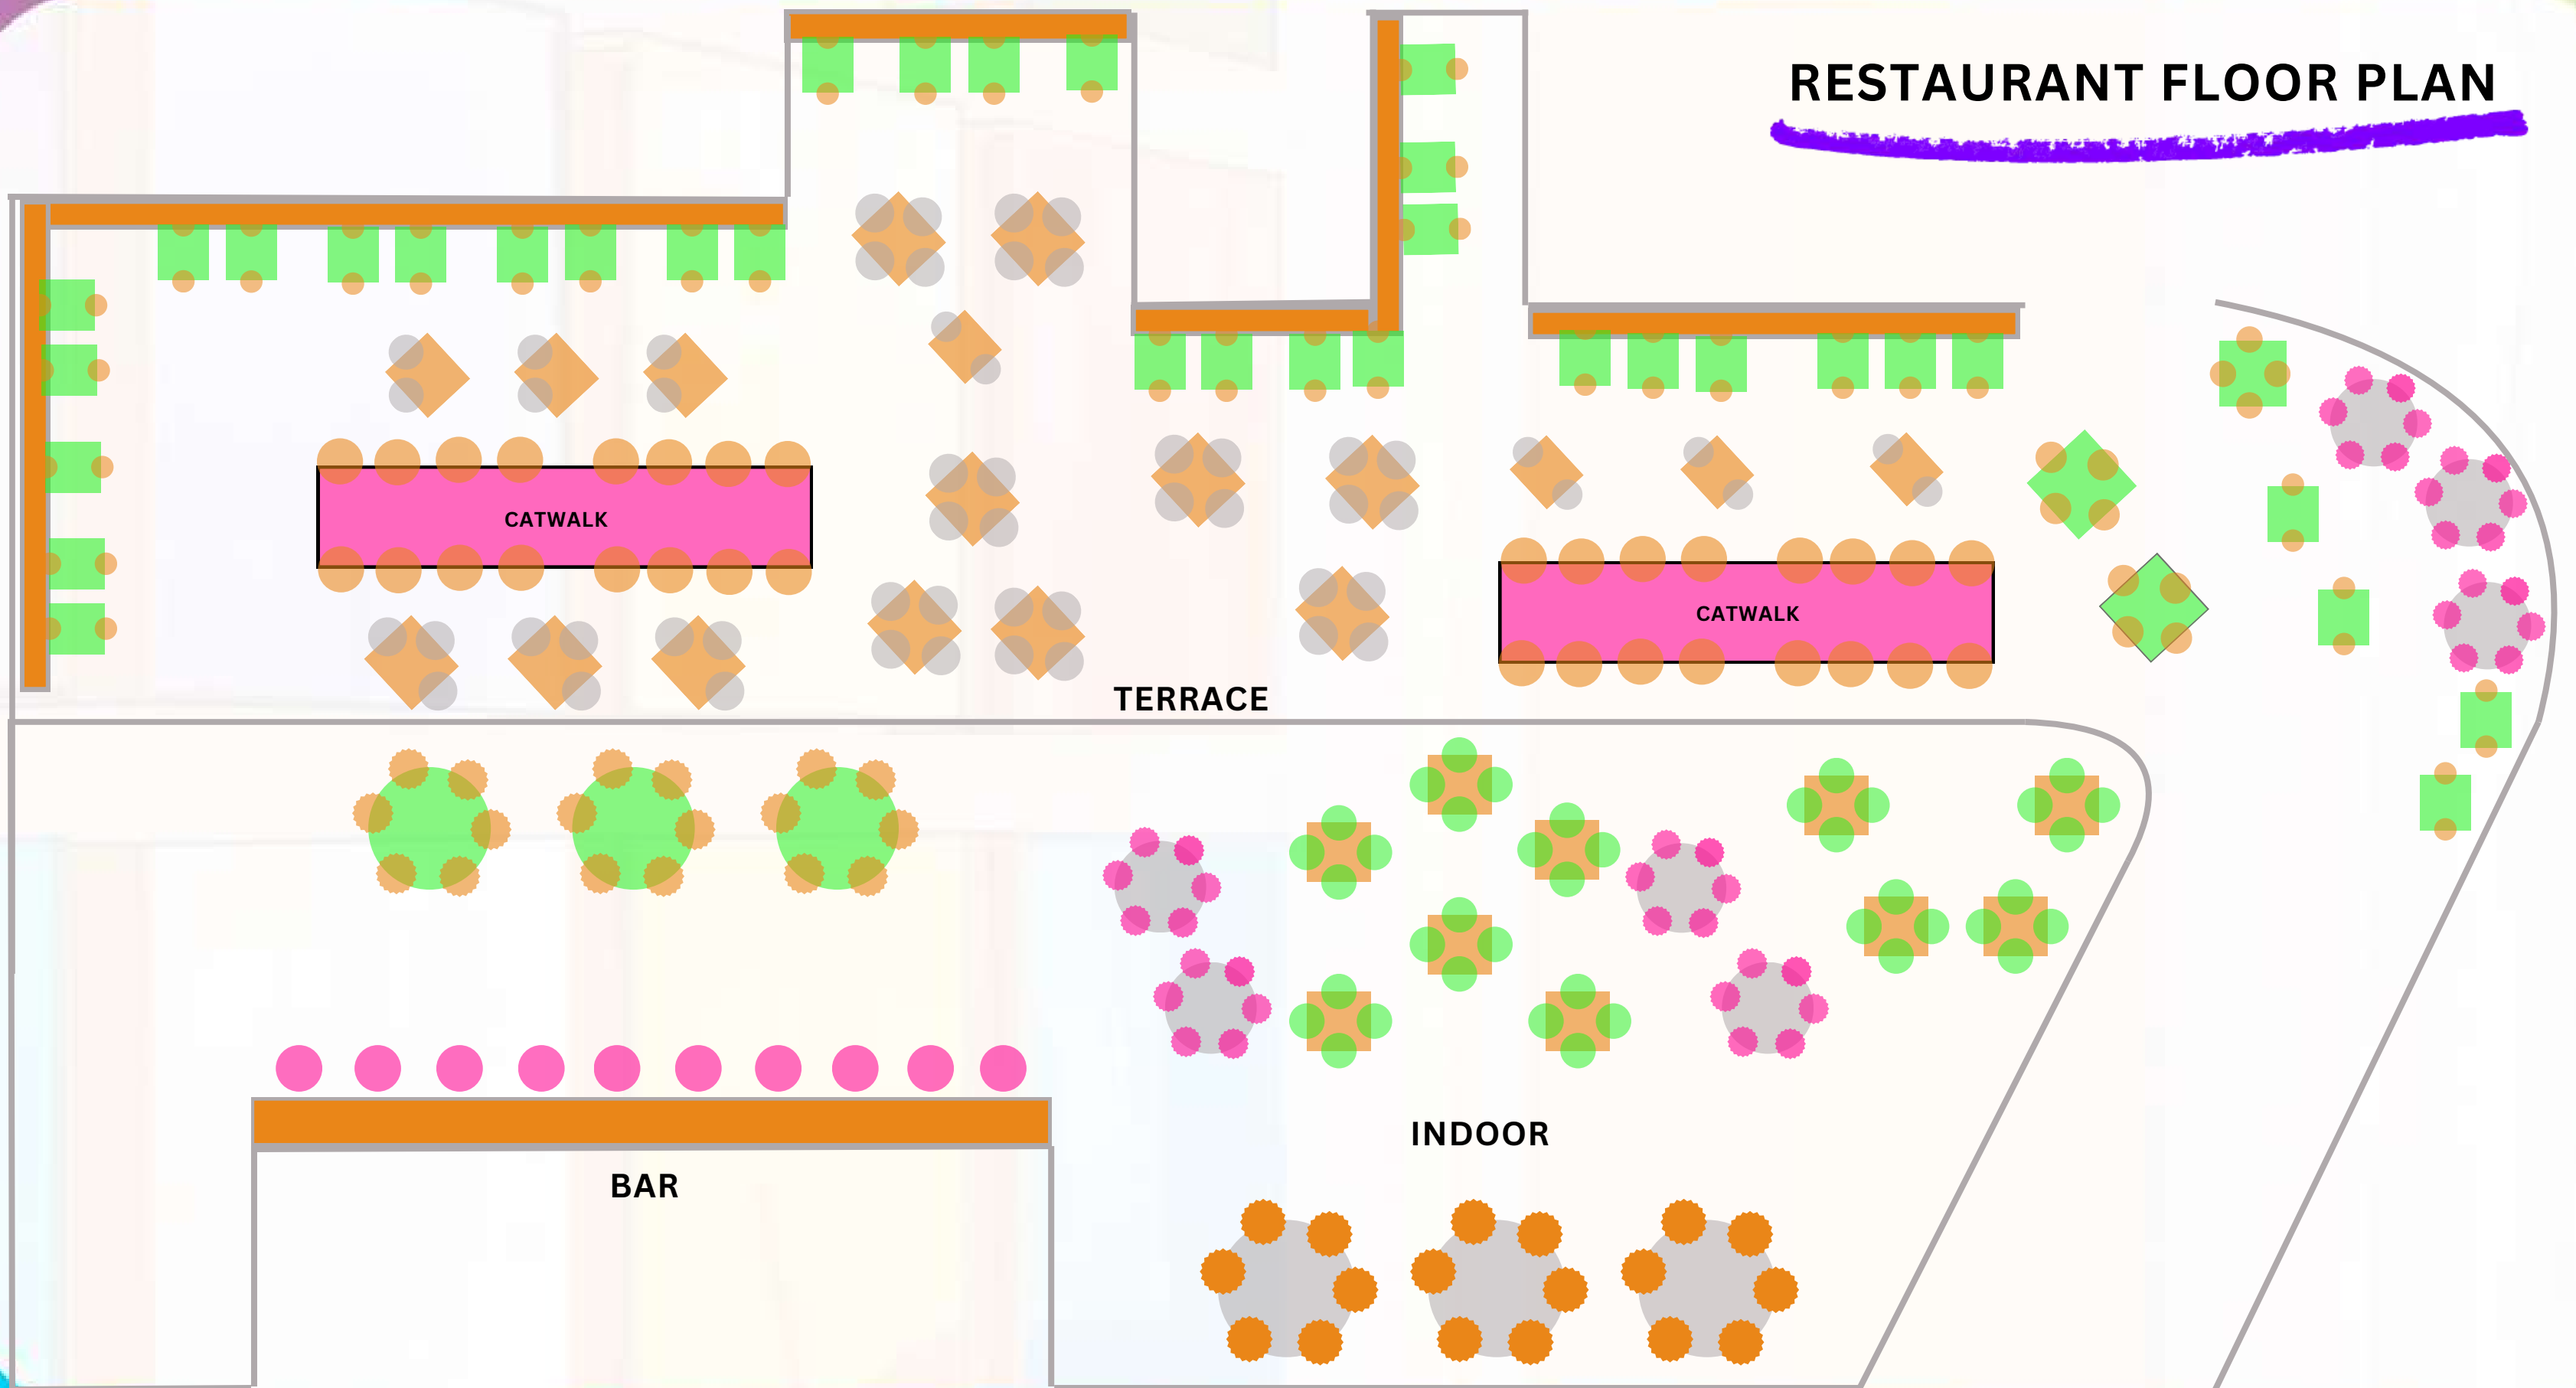 RESTAURANT FLOOR PLAN
CATWALK
CATWALK
TERRACE
INDOOR
BAR